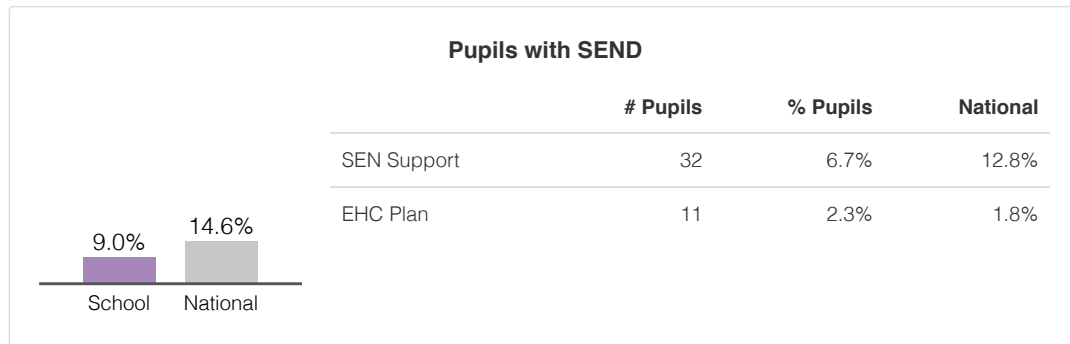 Pupils with SEND
# Pupils % Pupils National
SEN Support 32 6.7% 12.8%
EHC Plan 11 2.3% 1.8%
9.0% 14.6%
School National